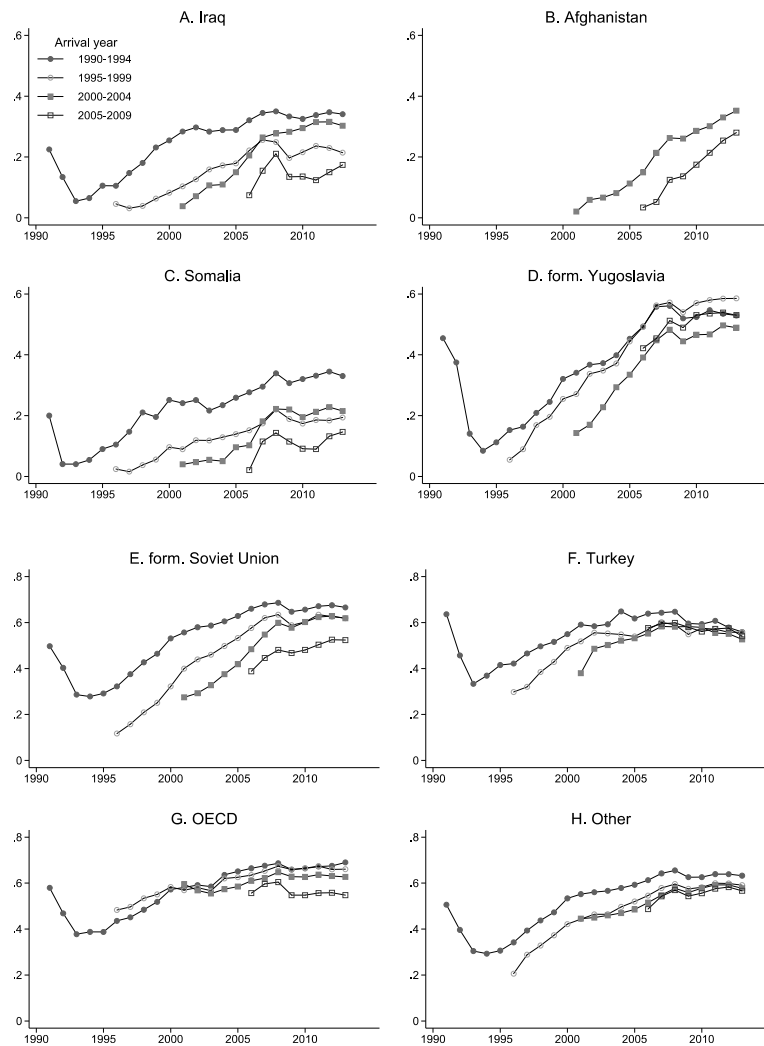 A. Iraq
Arrival year
1990-1994
1995-1999
2000-2004
2005-2009
.6
.4
.2
0
1990 1995 2000 2005 2010
B. Afghanistan
.6
.4
.2
0
1990 1995 2000 2005 2010
C. Somalia
.6
.4
.2
0
1990 1995 2000 2005 2010
D. form. Yugoslavia
.6
.4
.2
0
1990 1995 2000 2005 2010
E. form. Soviet Union
.8
.6
.4
.2
0
1990 1995 2000 2005 2010
F. Turkey
.8
.6
.4
.2
0
1990 1995 2000 2005 2010
G. OECD
.8
.6
.4
.2
0
1990 1995 2000 2005 2010
H. Other
.8
.6
.4
.2
0
1990 1995 2000 2005 2010